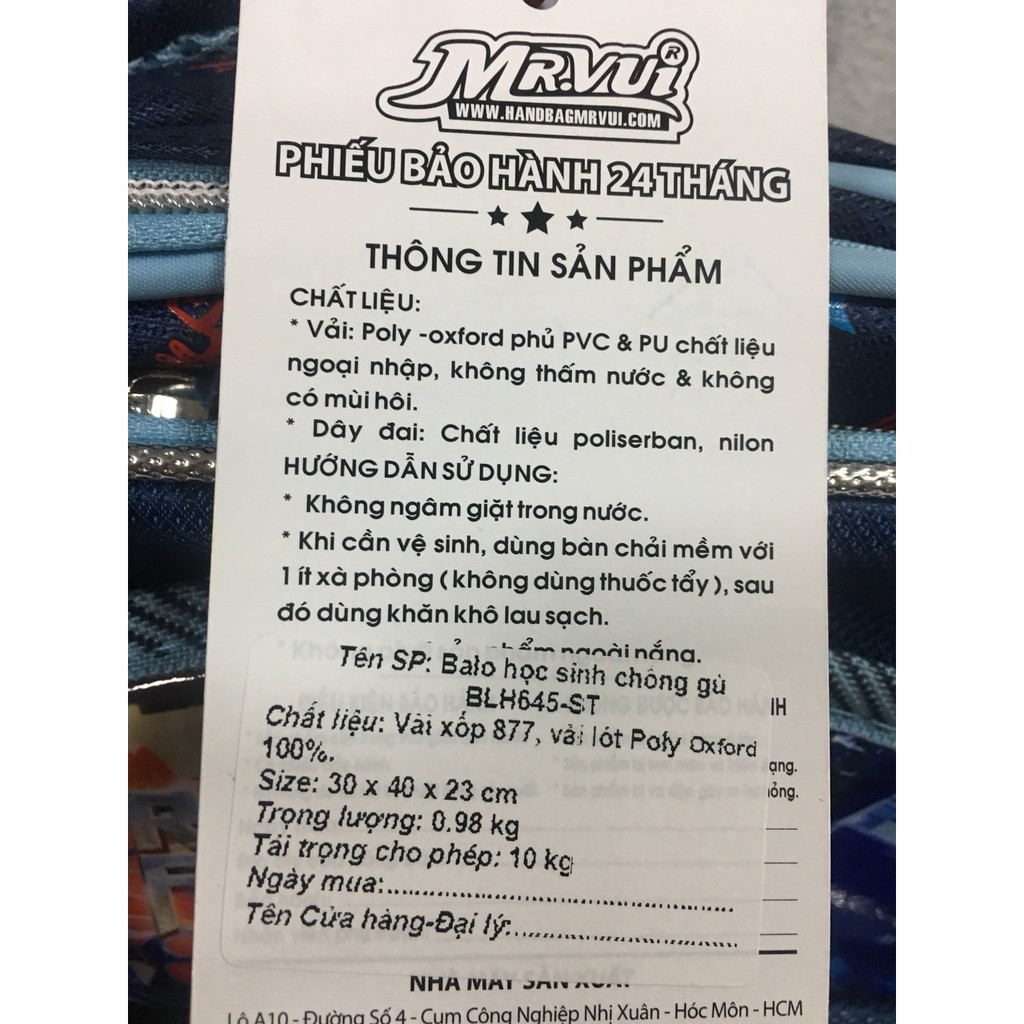 MR.VUI ®
WWW.HANDBAGMRVUI.COM
PHIẾU BẢO HÀNH 24 THÁNG
THÔNG TIN SẢN PHẨM
CHẤT LIỆU:
* Vải: Poly -oxford phủ PVC & PU chất liệu
ngoại nhập, không thấm nước & không
có mùi hôi.
* Dây đai: Chất liệu poliserban, nilon
HƯỚNG DẪN SỬ DỤNG:
* Không ngâm giặt trong nước.
* Khi cần vệ sinh, dùng bàn chải mềm với
1 ít xà phòng ( không dùng thuốc tẩy ), sau
đó dùng khăn khô lau sạch.
ngoài nắng.
Tên SP: Balo học sinh chống gù
BLH645-ST
Chất liệu: Vải xốp 877, vải lót Poly Oxford
100%.
Size: 30 x 40 x 23 cm
Trọng lượng: 0.98 kg
Tải trọng cho phép: 10 kg
Ngày mua:
Tên Cửa hàng-Đại lý:
NHÀ MÁY SẢN XUẤT
Lô A10 - Đường Số 4 - Cụm Công Nghiệp Nhị Xuân - Hóc Môn - HCM